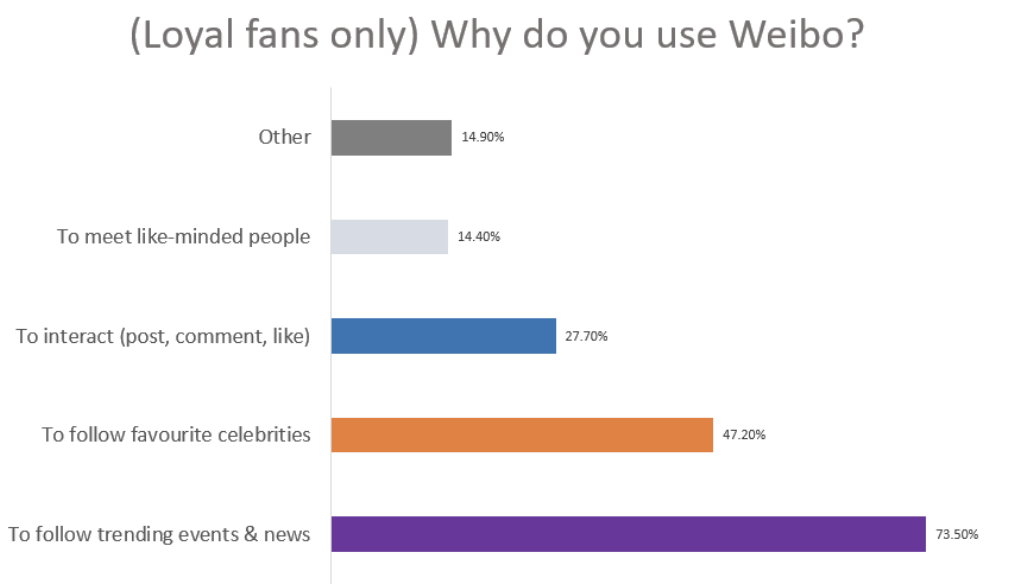 (Loyal fans only) Why do you use Weibo?
Other 14.90%
To meet like-minded people 14.40%
To interact (post, comment, like) 27.70%
To follow favourite celebrities 47.20%
To follow trending events & news 73.50%